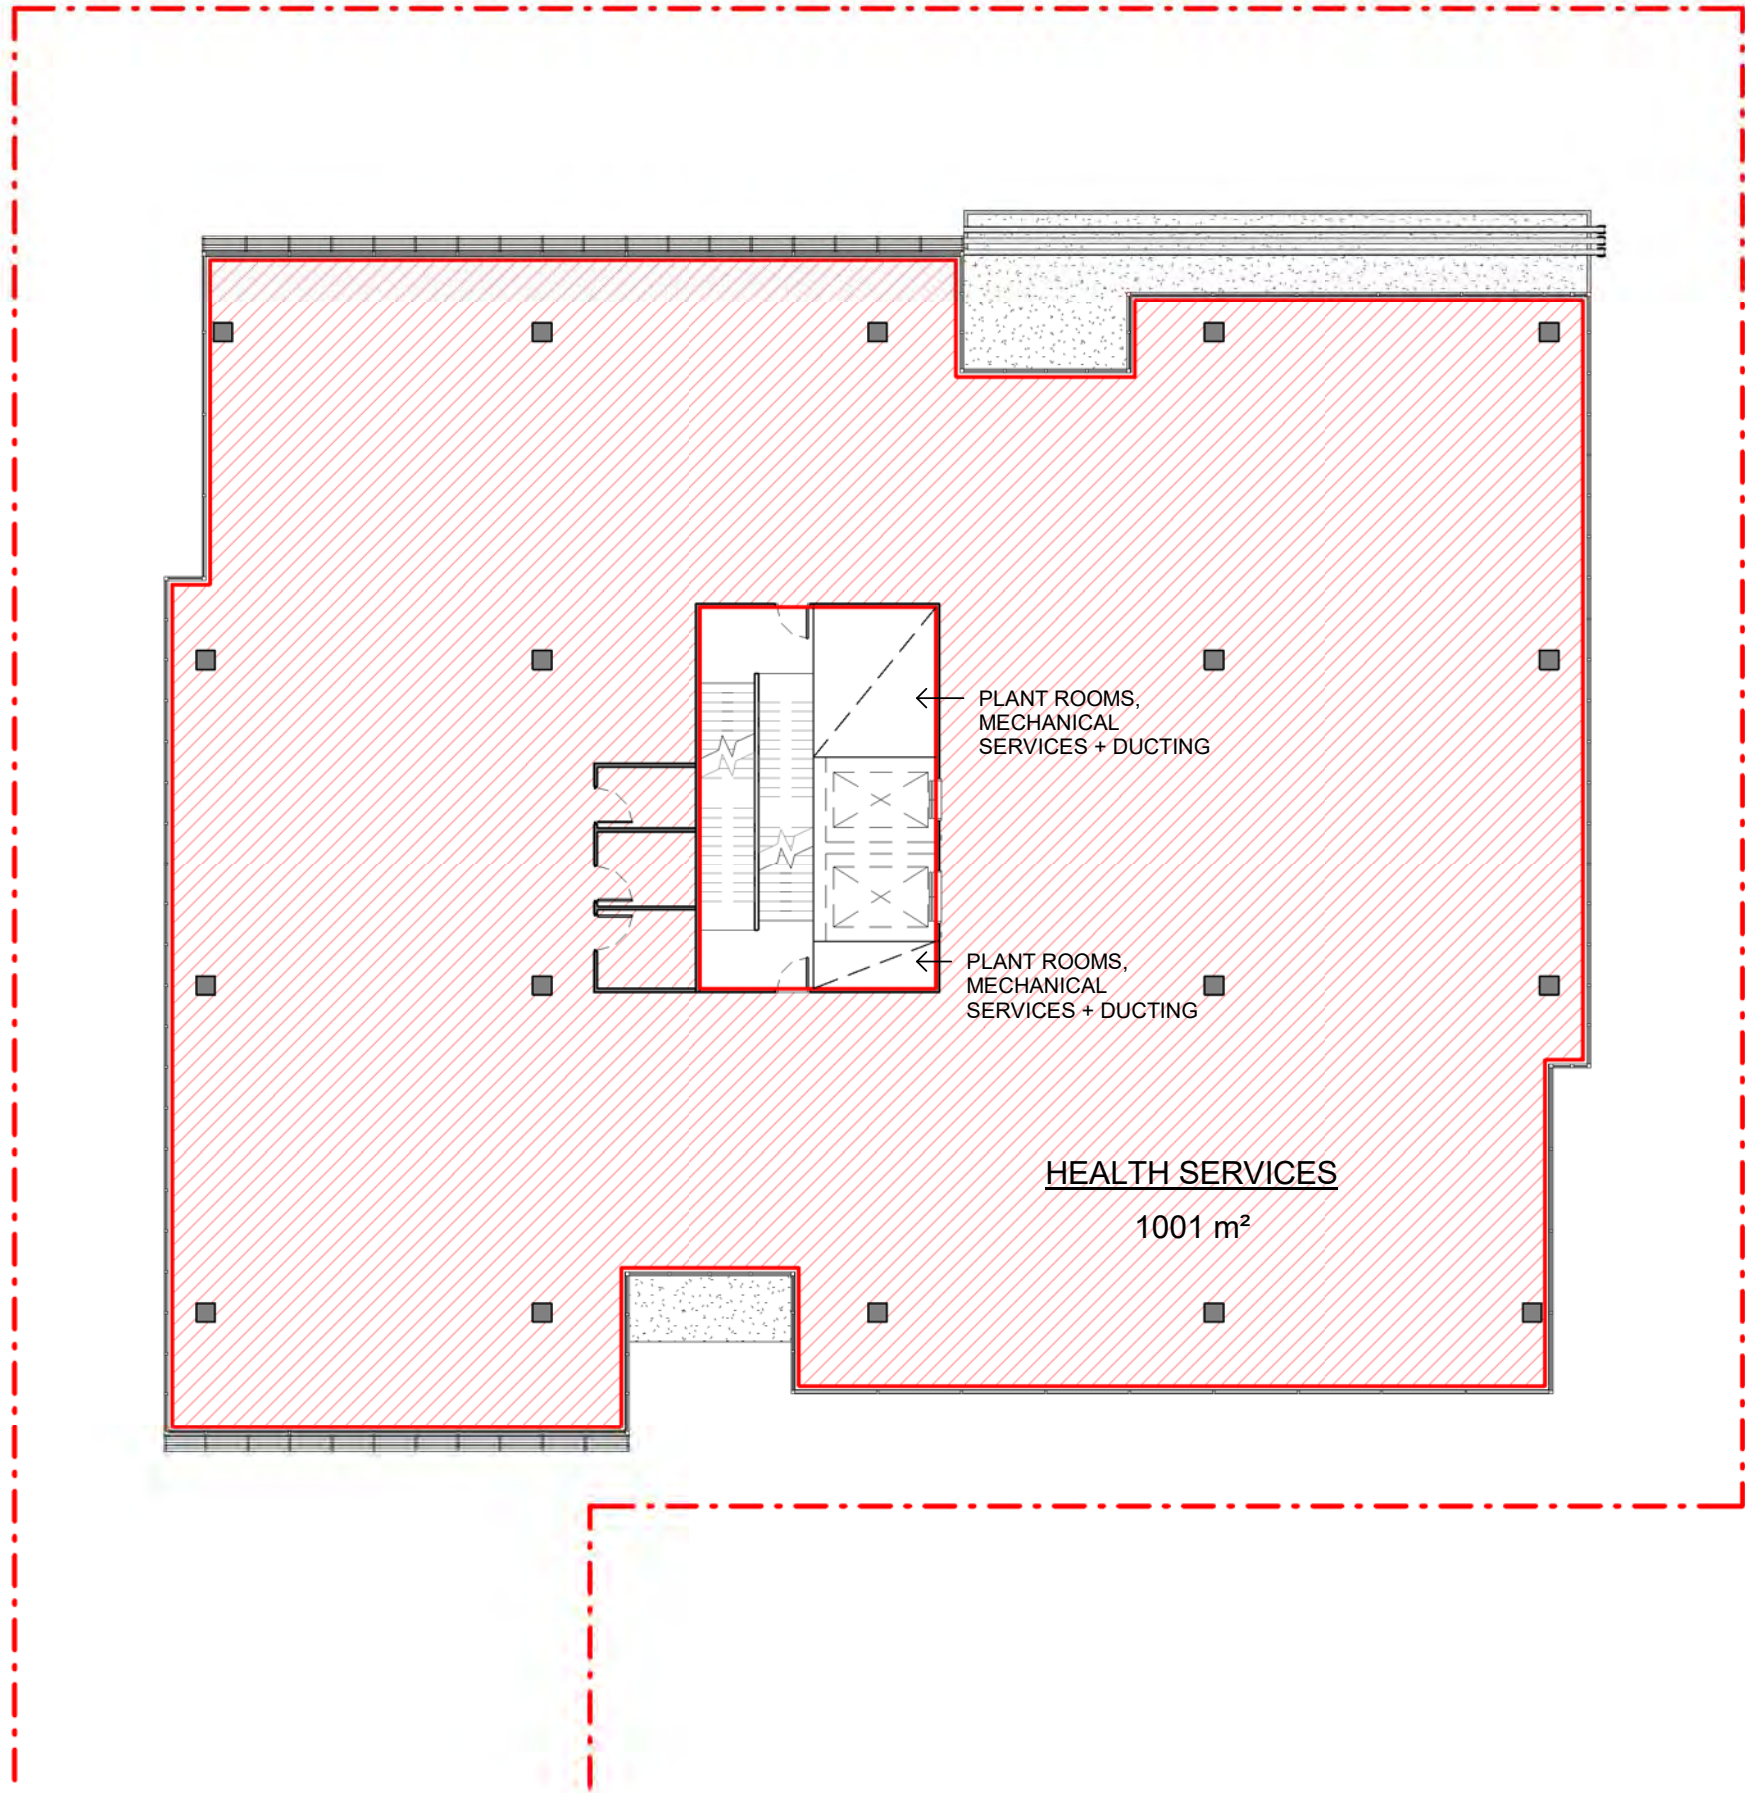 PLANT ROOMS,
MECHANICAL
SERVICES + DUCTING
PLANT ROOMS,
MECHANICAL
SERVICES + DUCTING
HEALTH SERVICES
1001 m²